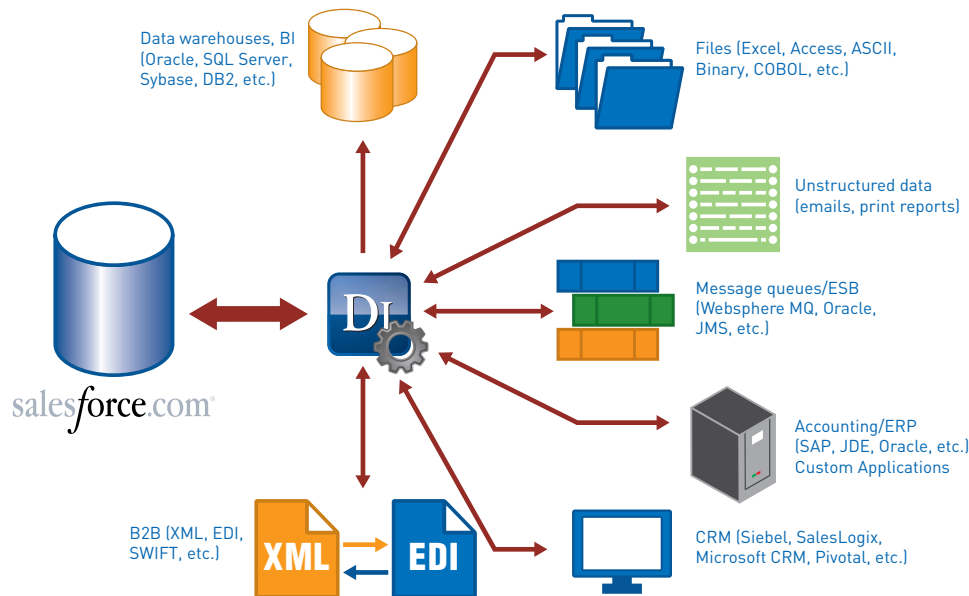 Data warehouses, BI
(Oracle, SQL Server,
Sybase, DB2, etc.)
Files (Excel, Access, ASCII,
Binary, COBOL, etc.)
Unstructured data
(emails, print reports)
DI
Message queues/ESB
(Websphere MQ, Oracle,
JMS, etc.)
salesforce.com
Accounting/ERP
(SAP, JDE, Oracle, etc.)
Custom Applications
B2B (XML, EDI,
SWIFT, etc.)
XML
EDI
CRM (Siebel, SalesLogix,
Microsoft CRM, Pivotal, etc.)